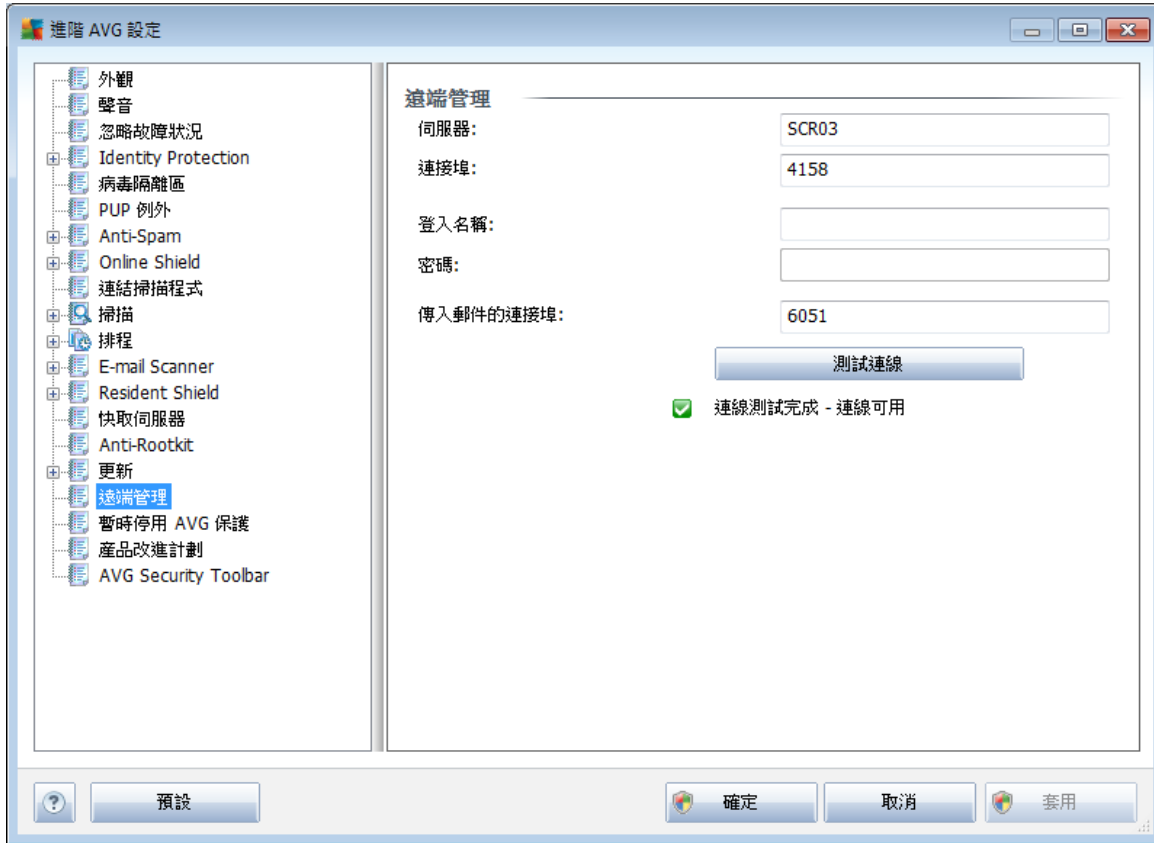 進階 AVG 設定
外觀
聲音
忽略故障狀況
Identity Protection
病毒隔離區
PUP 例外
Anti-Spam
Online Shield
連結掃描程式
掃描
排程
E-mail Scanner
Resident Shield
快取伺服器
Anti-Rootkit
更新
遠端管理
暫時停用 AVG 保護
產品改進計劃
AVG Security Toolbar
遠端管理
伺服器: SCR03
連接埠: 4158
登入名稱:
密碼:
傳入郵件的連接埠: 6051
測試連線
連線測試完成 - 連線可用
? 預設 確定 取消 套用